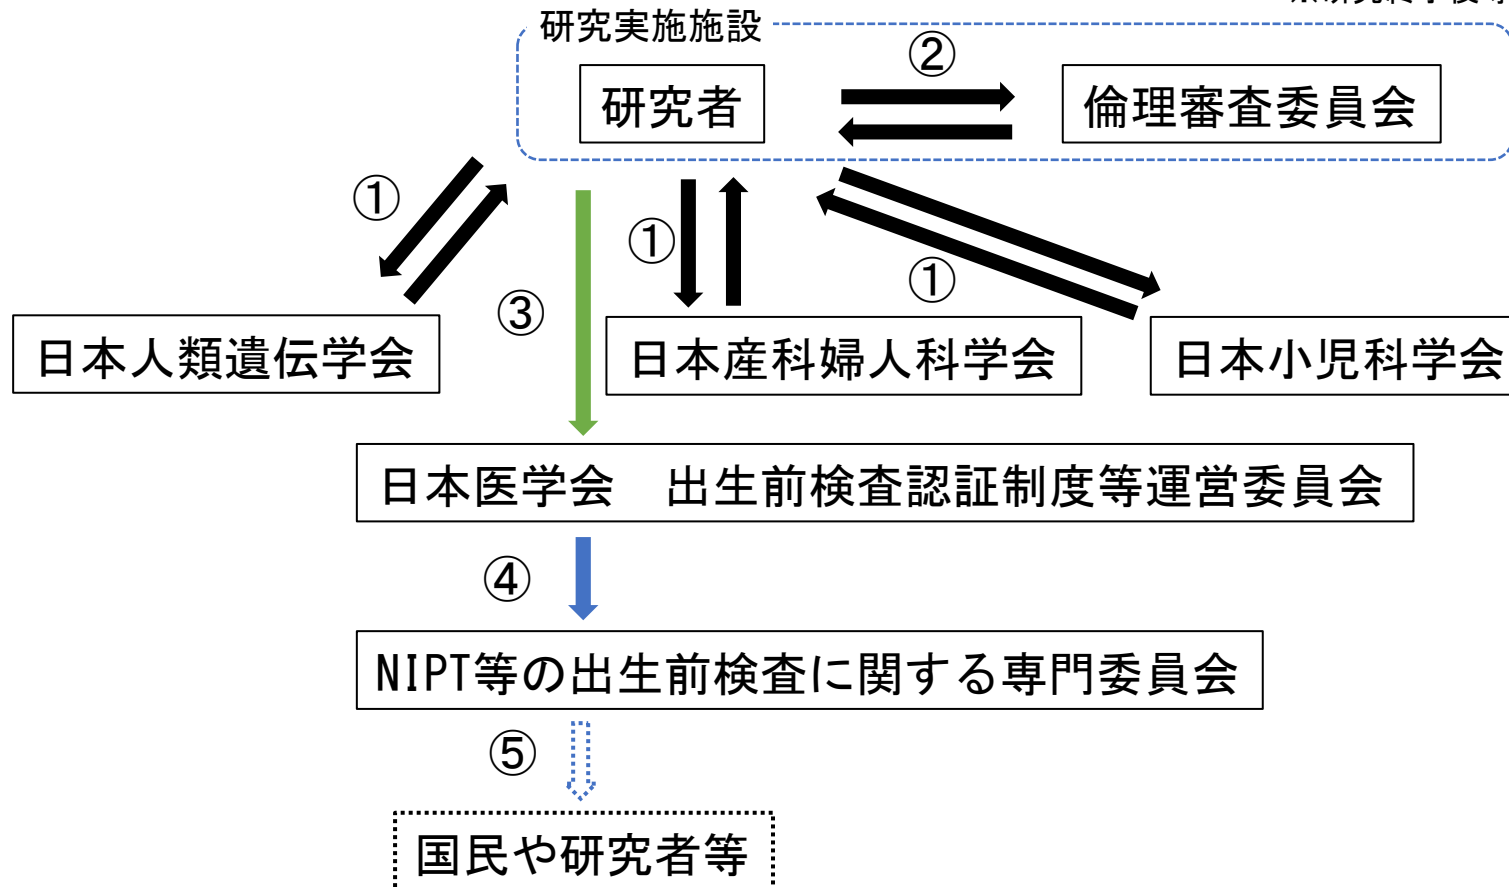 研究実施施設
②
研究者
倫理審査委員会
①
①
①
③
日本人類遺伝学会
日本産科婦人科学会
日本小児科学会
日本医学会　出生前検査認証制度等運営委員会
④
NIPT等の出生前検査に関する専門委員会
⑤
国民や研究者等